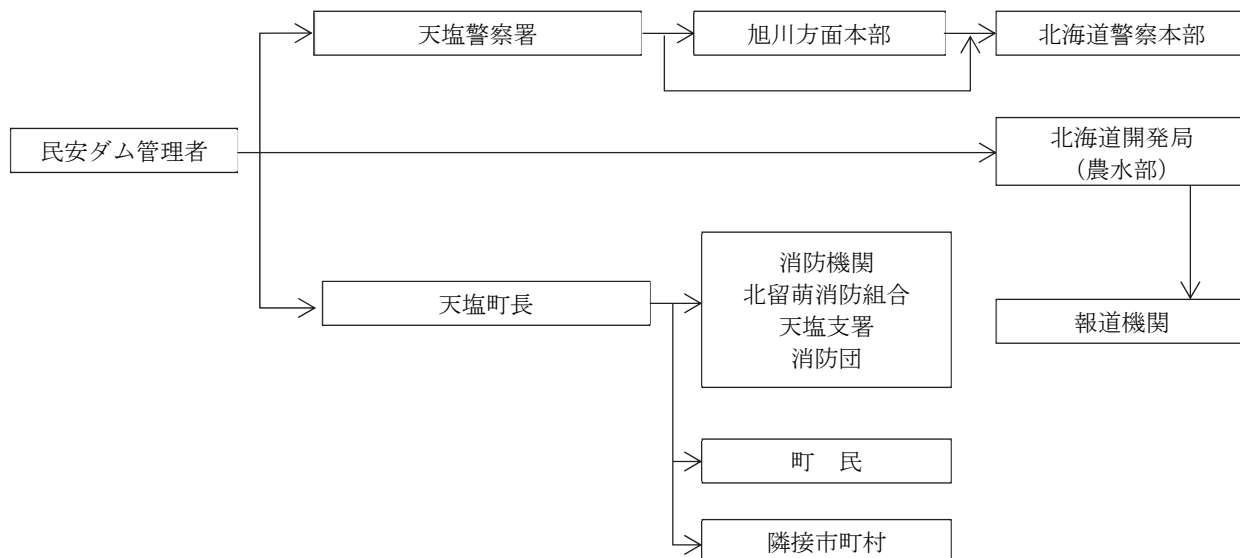 天塩警察署
旭川方面本部
北海道警察本部
民安ダム管理者
北海道開発局
（農水部）
天塩町長
消防機関
北留萌消防組合
天塩支署
消防団
報道機関
町　民
隣接市町村